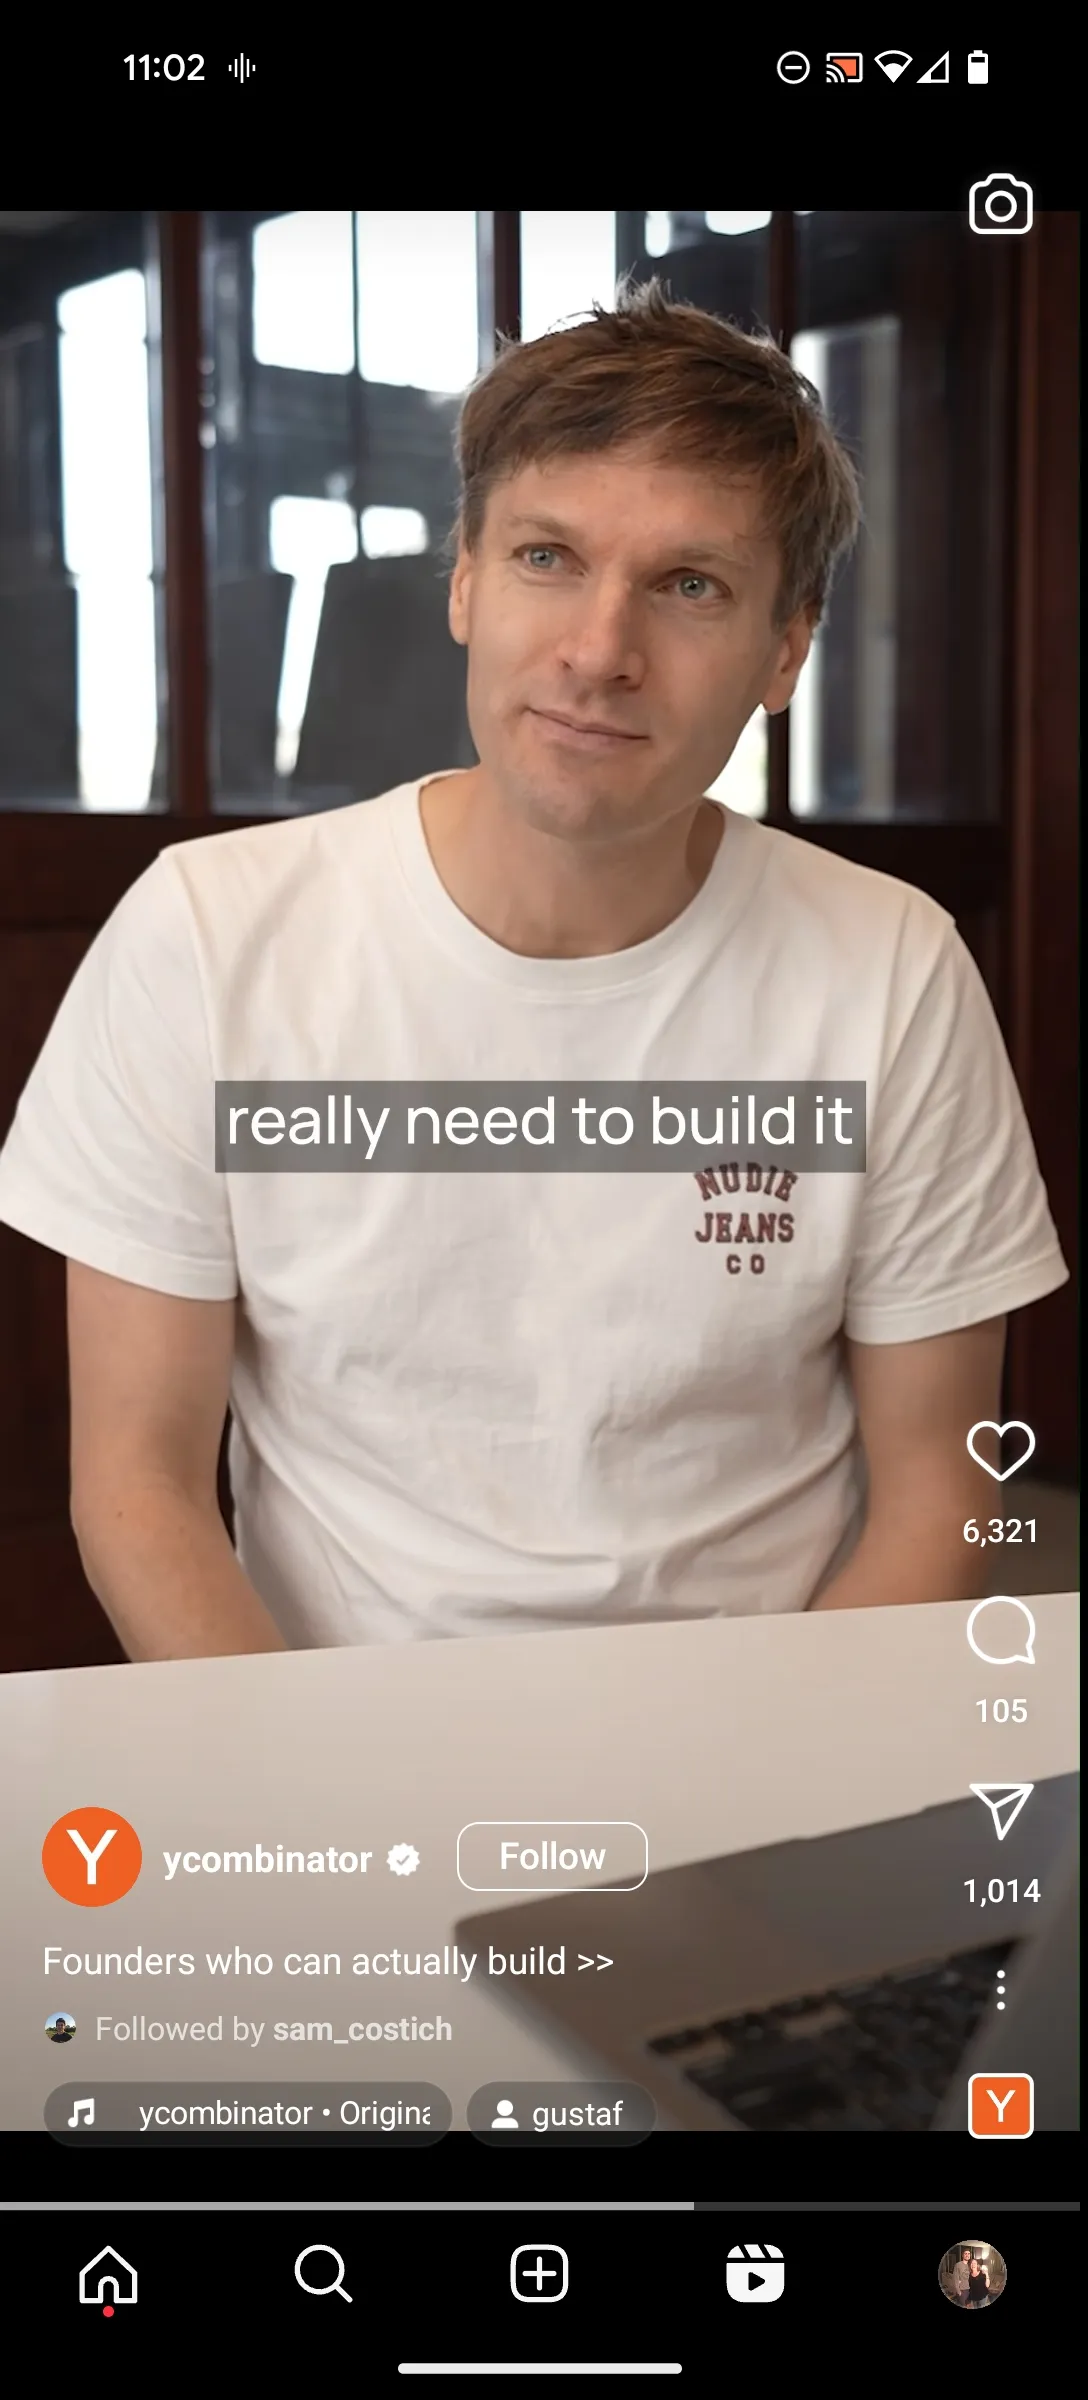 11:02
really need to build it
NUDIE
JEANS
CO
6,321
105
1,014
Y ycombinator Follow
Founders who can actually build >>
Followed by sam_costich
ycombinator • Origina
gustaf
Y